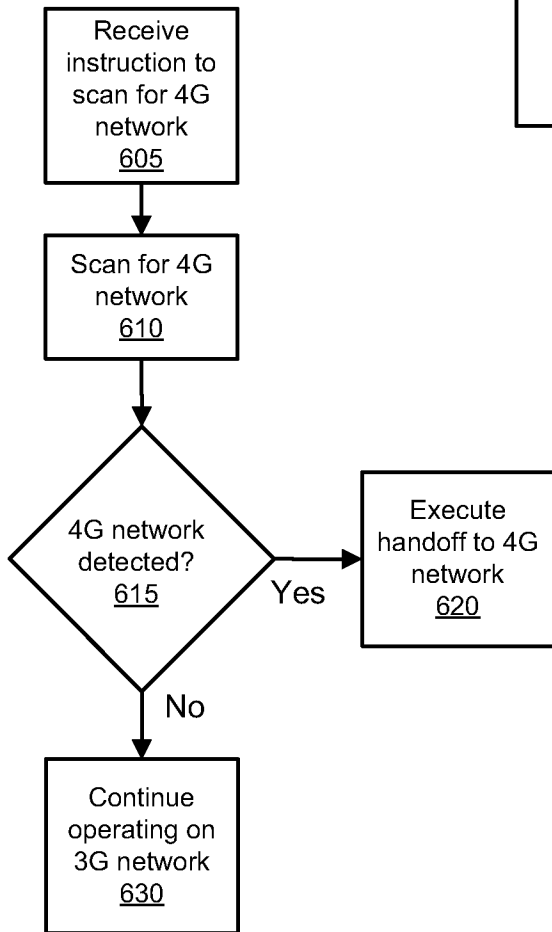 Receive
instruction to
scan for 4G
network
605
Scan for 4G
network
610
4G network
detected?
615
Yes
Execute
handoff to 4G
network
620
No
Continue
operating on
3G network
630